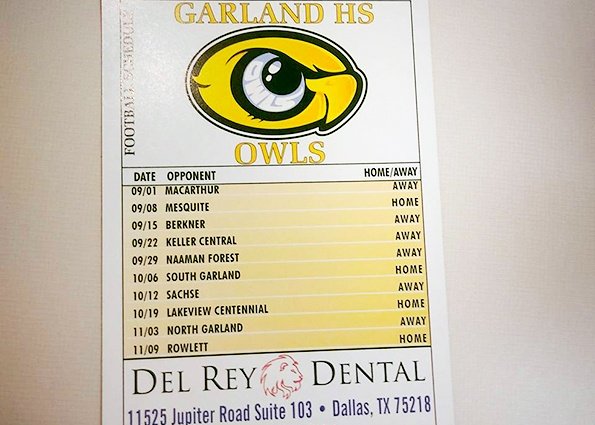 FOOTBALL SCHEDULE
GARLAND HS
OWLS
DATE OPPONENT HOME/AWAY
09/01 MACARTHUR AWAY
09/08 MESQUITE HOME
09/15 BERKNER AWAY
09/22 KELLER CENTRAL AWAY
09/29 NAAMAN FOREST AWAY
10/06 SOUTH GARLAND HOME
10/12 SACHSE AWAY
10/19 LAKEVIEW CENTENNIAL HOME
11/03 NORTH GARLAND AWAY
11/09 ROWLETT HOME
DEL REY DENTAL
11525 Jupiter Road Suite 103 • Dallas, TX 75218